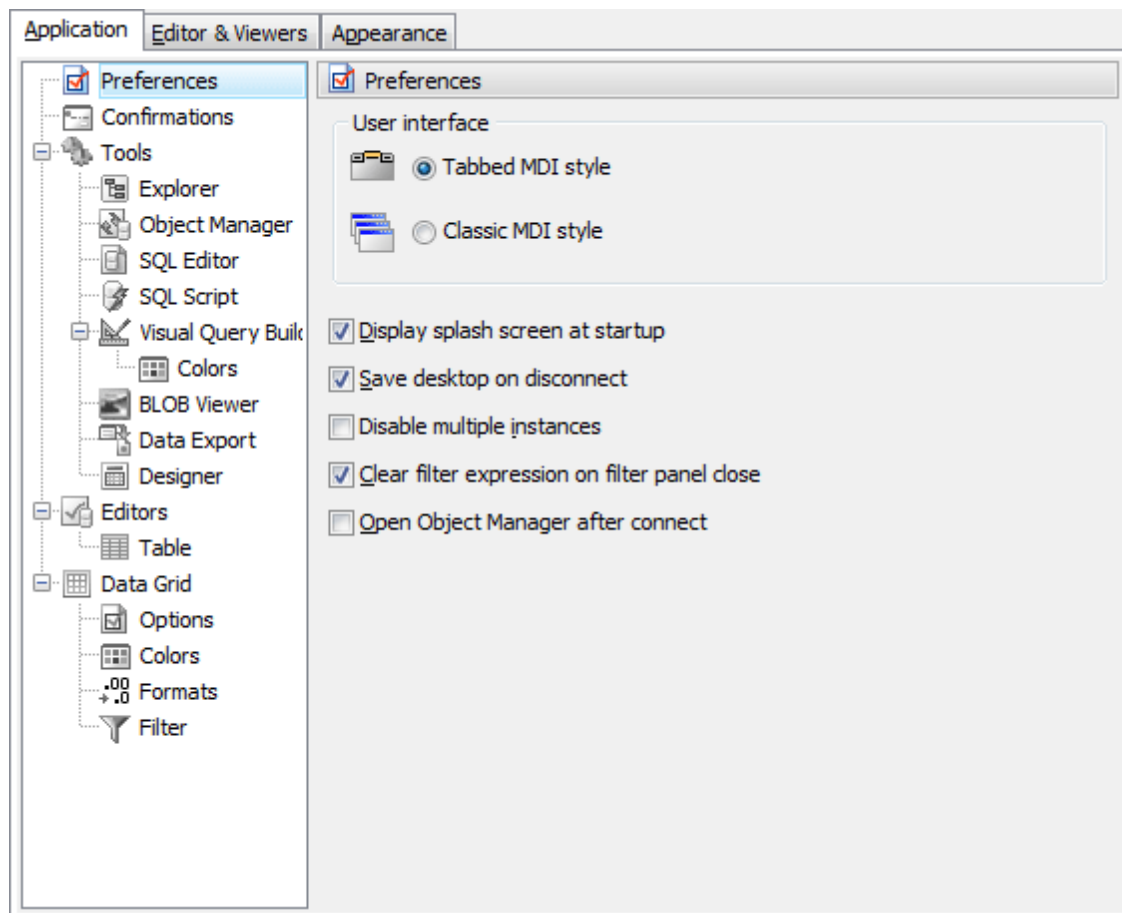 Application
Editor & Viewers
Appearance
Preferences
Confirmations
Tools
Explorer
Object Manager
SQL Editor
SQL Script
Visual Query Builc
Colors
BLOB Viewer
Data Export
Designer
Editors
Table
Data Grid
Options
Colors
.00
.0
Formats
Filter
Preferences
User interface
Tabbed MDI style
Classic MDI style
Display splash screen at startup
Save desktop on disconnect
Disable multiple instances
Clear filter expression on filter panel close
Open Object Manager after connect